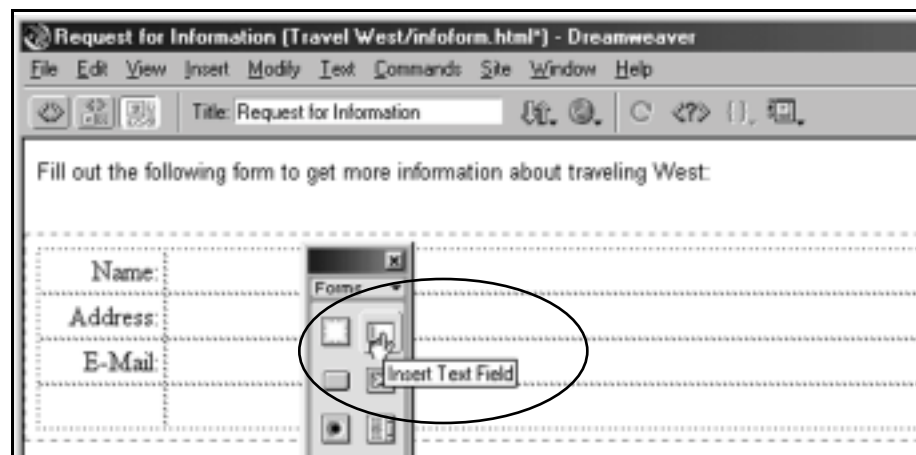 Request for Information (Travel West/infoform.html*) - Dreamweaver
File Edit View Insert Modify Text Commands Site Window Help
Title: Request for Information
Fill out the following form to get more information about traveling West:
Name:
Forms
Address:
E-Mail:
Insert Text Field